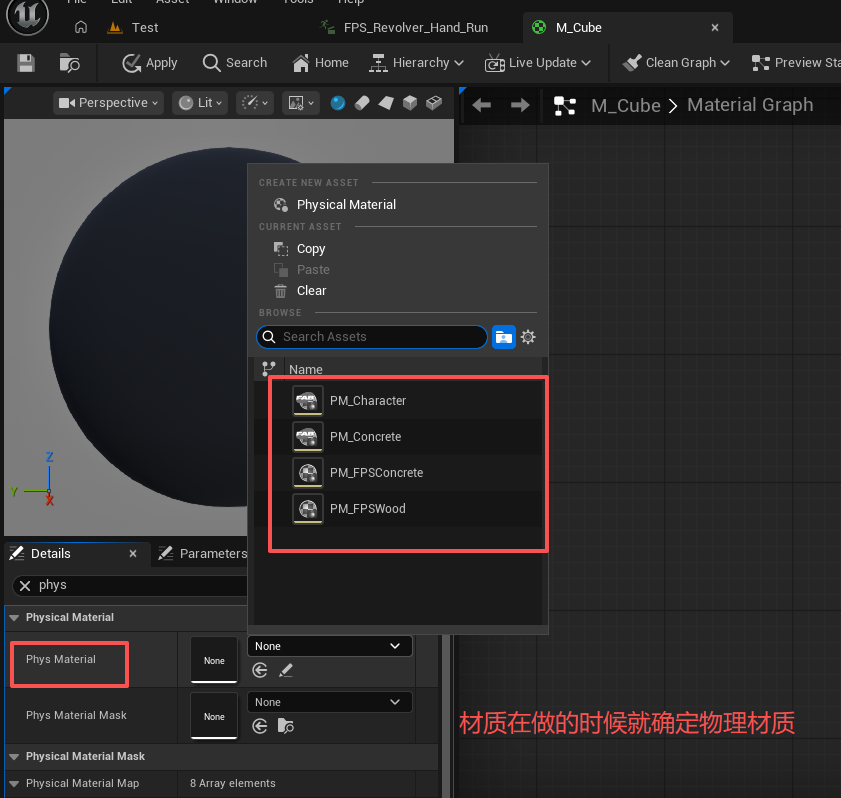 File Edit Asset Window Tools Help
Test FPS_Revolver_Hand_Run M_Cube
Apply Search Home Hierarchy Live Update Clean Graph Preview Sta
Perspective Lit M_Cube Material Graph
CREATE NEW ASSET
Physical Material
CURRENT ASSET
Copy
Paste
Clear
BROWSE
Search Assets
Name
PM_Character
PM_Concrete
PM_FPSConcrete
PM_FPSWood
Z
Y
X
Details Parameters
phys
Physical Material
Phys Material None None
Phys Material Mask None None
材质在做的时候就确定物理材质
Physical Material Mask
Physical Material Map 8 Array elements